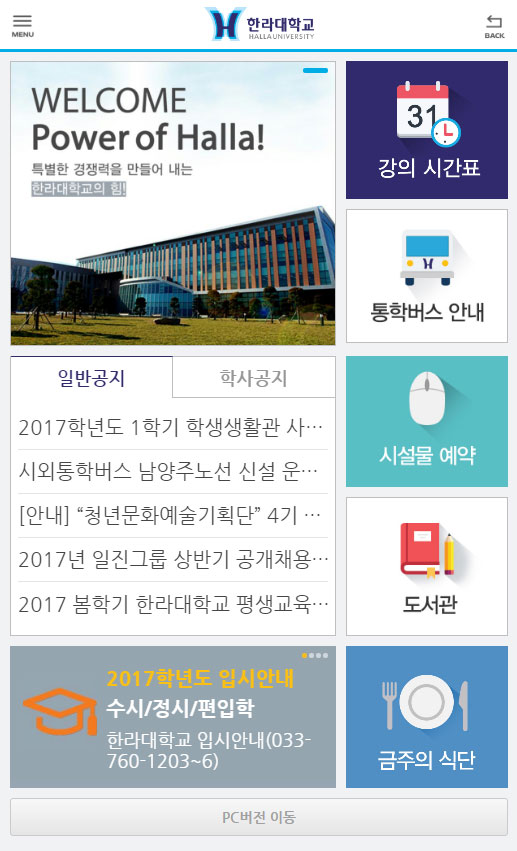 MENU
한라대학교
HALLA UNIVERSITY
BACK
WELCOME
Power of Halla!
특별한 경쟁력을 만들어 내는
한라대학교의 힘!
31
강의 시간표
통학버스 안내
일반공지
학사공지
2017학년도 1학기 학생생활관 사…
시외통학버스 남양주노선 신설 운…
[안내] “청년문화예술기획단” 4기 …
2017년 일진그룹 상반기 공개채용…
2017 봄학기 한라대학교 평생교육…
시설물 예약
도서관
2017학년도 입시안내
수시/정시/편입학
한라대학교 입시안내(033-
760-1203~6)
금주의 식단
PC버전 이동